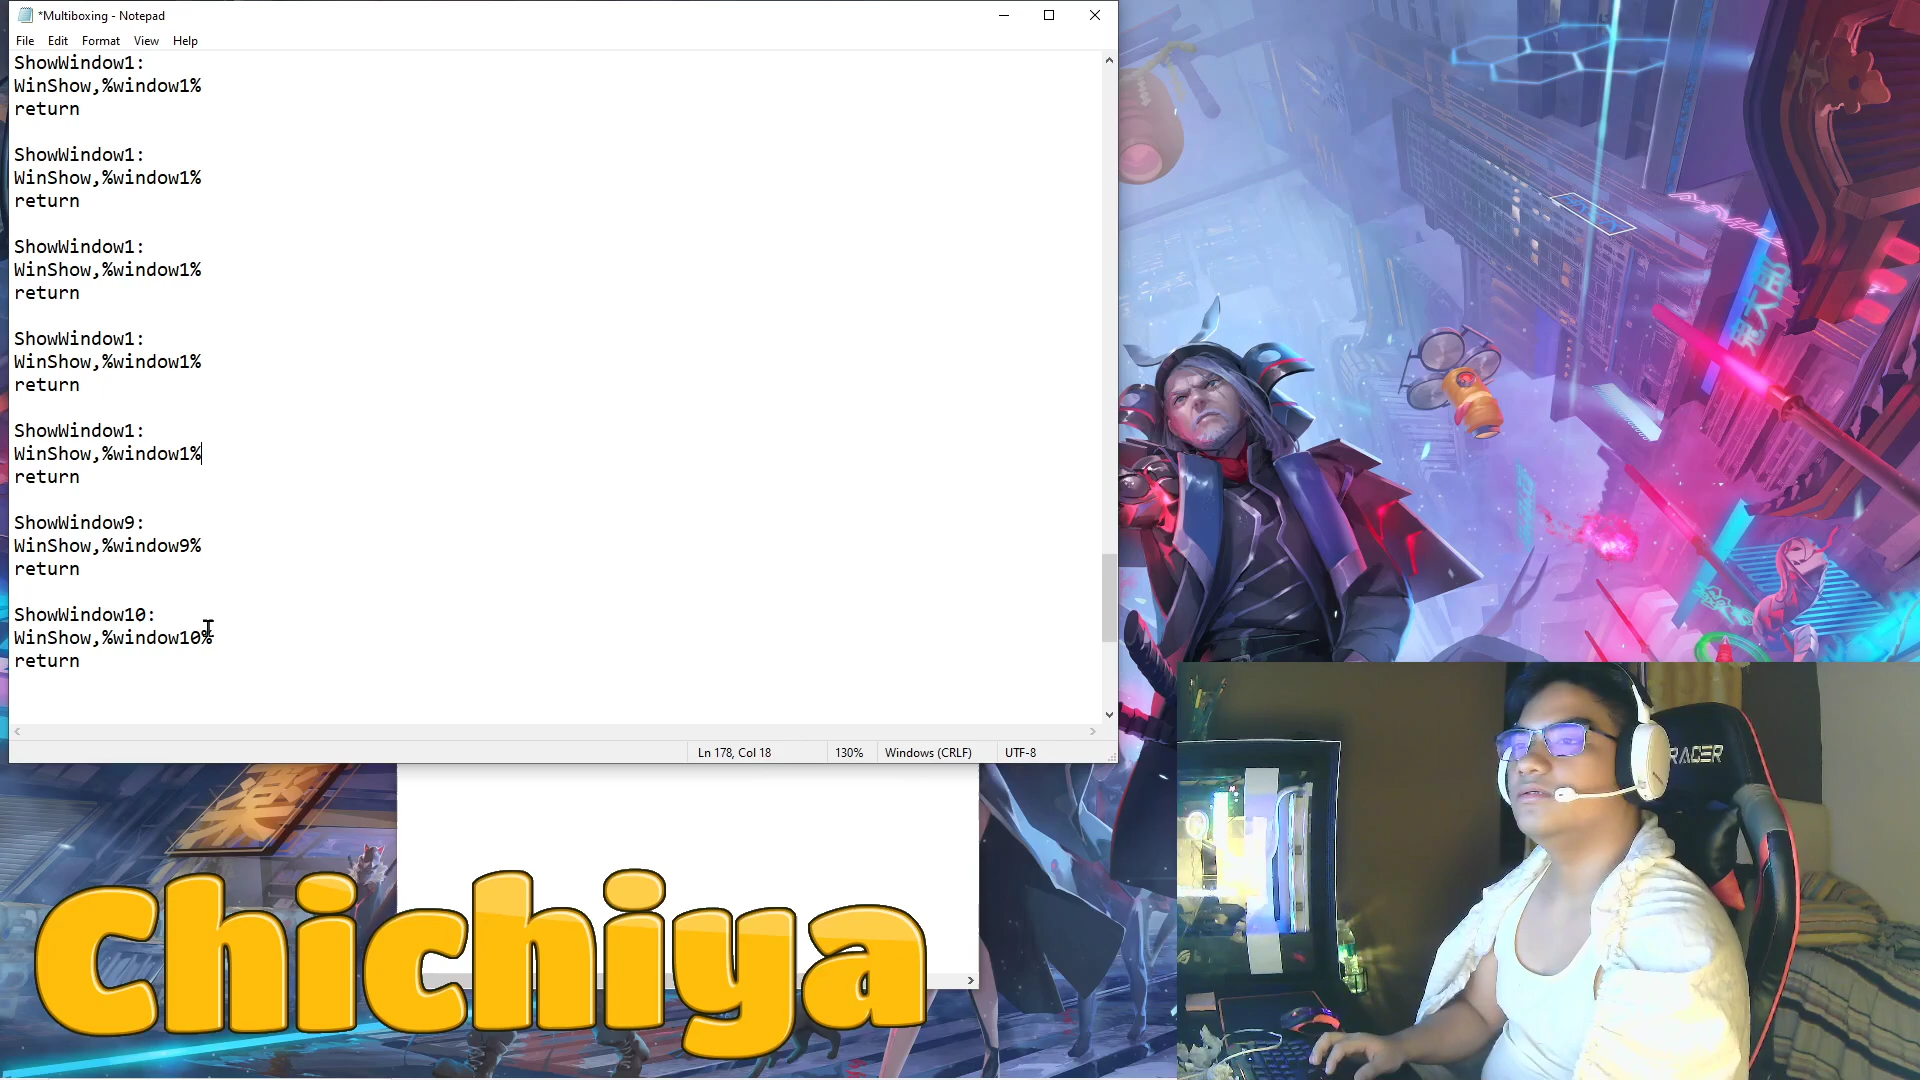 *Multiboxing - Notepad
File Edit Format View Help
ShowWindow1:
WinShow,%window1%
return
ShowWindow1:
WinShow,%window1%
return
ShowWindow1:
WinShow,%window1%
return
ShowWindow1:
WinShow,%window1%
return
ShowWindow1:
WinShow,%window1%
return
ShowWindow9:
WinShow,%window9%
return
ShowWindow10:
WinShow,%window10%
return
Ln 178, Col 18 130% Windows (CRLF) UTF-8
RACER
Chichiya